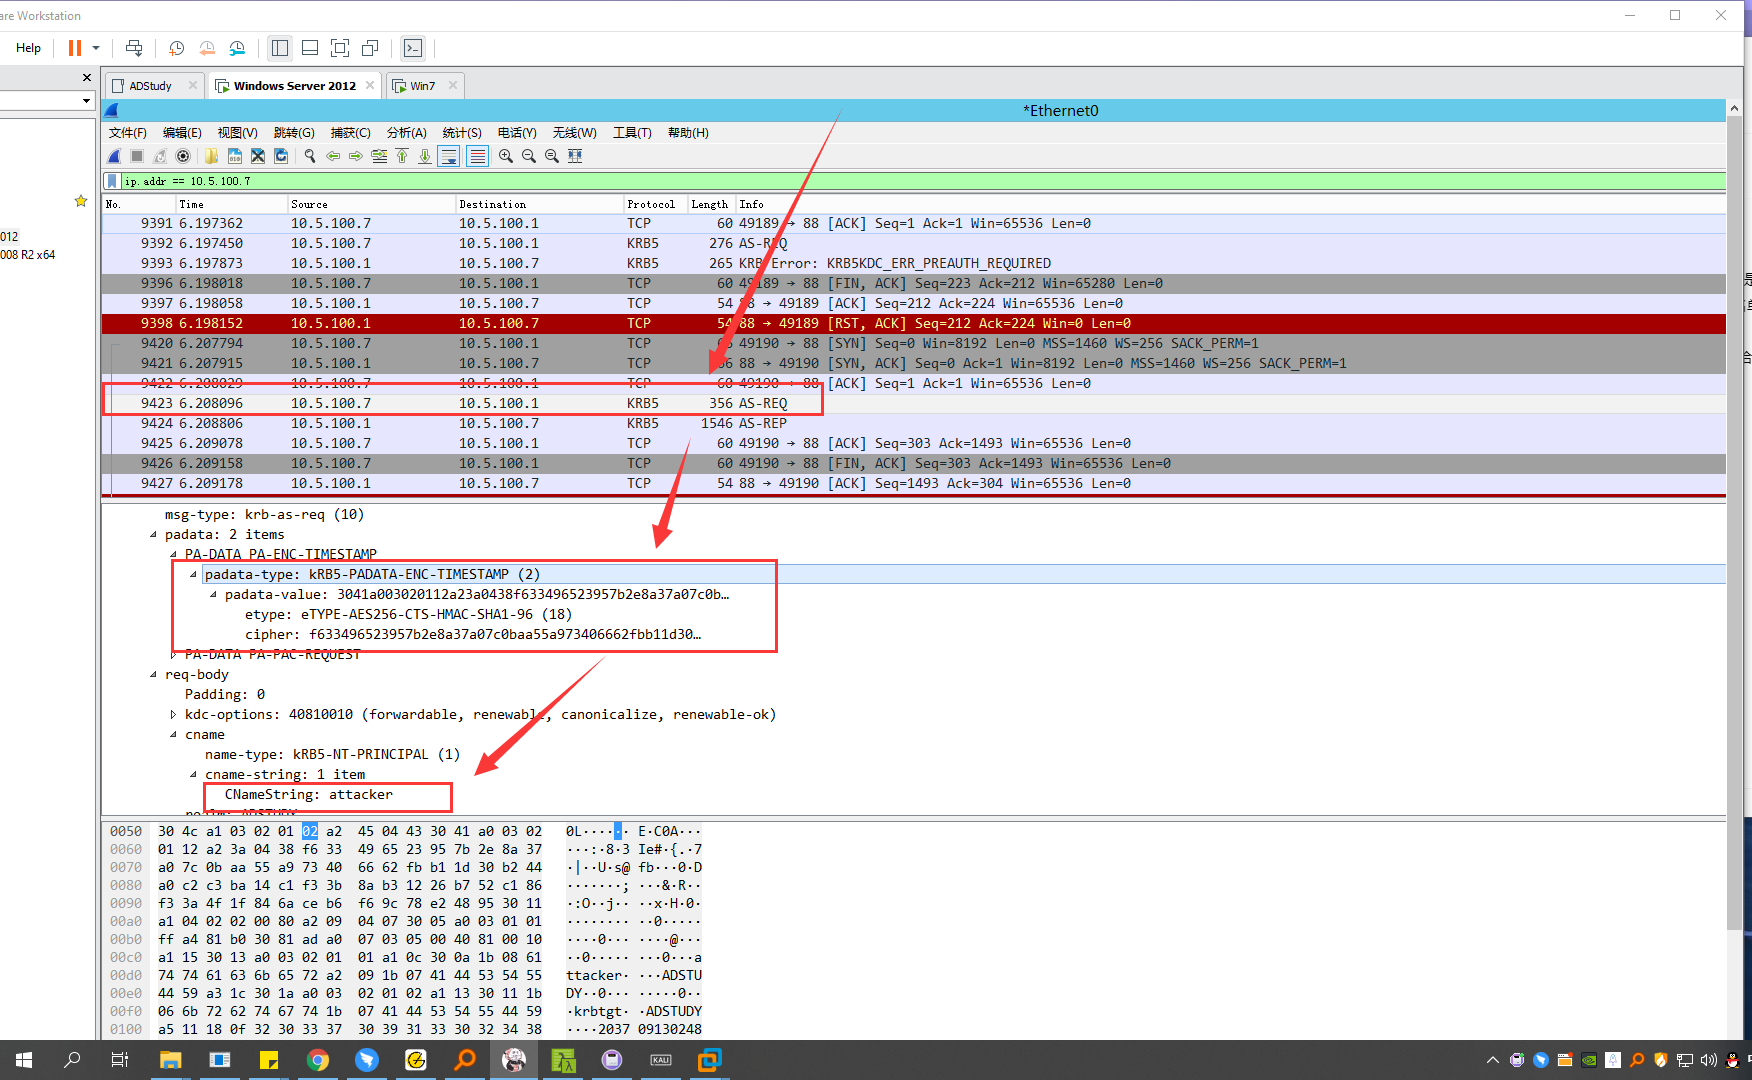 are Workstation
Help
ADStudy
Windows Server 2012
Win7
*Ethernet0
文件(F) 编辑(E) 视图(V) 跳转(G) 捕获(C) 分析(A) 统计(S) 电话(Y) 无线(W) 工具(T) 帮助(H)
ip.addr == 10.5.100.7
012
008 R2 x64
No. Time Source Destination Protocol Length Info
9391 6.197362 10.5.100.7 10.5.100.1 TCP 60 49189 → 88 [ACK] Seq=1 Ack=1 Win=65536 Len=0
9392 6.197450 10.5.100.7 10.5.100.1 KRB5 276 AS-REQ
9393 6.197873 10.5.100.1 10.5.100.7 KRB5 265 KRB Error: KRB5KDC_ERR_PREAUTH_REQUIRED
9396 6.198018 10.5.100.7 10.5.100.1 TCP 60 49189 → 88 [FIN, ACK] Seq=223 Ack=212 Win=65280 Len=0
9397 6.198058 10.5.100.1 10.5.100.7 TCP 54 88 → 49189 [ACK] Seq=212 Ack=224 Win=65536 Len=0
9398 6.198152 10.5.100.1 10.5.100.7 TCP 54 88 → 49189 [RST, ACK] Seq=212 Ack=224 Win=0 Len=0
9420 6.207794 10.5.100.7 10.5.100.1 TCP 66 49190 → 88 [SYN] Seq=0 Win=8192 Len=0 MSS=1460 WS=256 SACK_PERM=1
9421 6.207915 10.5.100.1 10.5.100.7 TCP 66 88 → 49190 [SYN, ACK] Seq=0 Ack=1 Win=8192 Len=0 MSS=1460 WS=256 SACK_PERM=1
9422 6.208029 10.5.100.7 10.5.100.1 TCP 60 49190 → 88 [ACK] Seq=1 Ack=1 Win=65536 Len=0
9423 6.208096 10.5.100.7 10.5.100.1 KRB5 356 AS-REQ
9424 6.208806 10.5.100.1 10.5.100.7 KRB5 1546 AS-REP
9425 6.209078 10.5.100.7 10.5.100.1 TCP 60 49190 → 88 [ACK] Seq=303 Ack=1493 Win=65536 Len=0
9426 6.209158 10.5.100.7 10.5.100.1 TCP 60 49190 → 88 [FIN, ACK] Seq=303 Ack=1493 Win=65536 Len=0
9427 6.209178 10.5.100.1 10.5.100.7 TCP 54 88 → 49190 [ACK] Seq=1493 Ack=304 Win=65536 Len=0
msg-type: krb-as-req (10)
padata: 2 items
PA-DATA PA-ENC-TIMESTAMP
padata-type: kRB5-PADATA-ENC-TIMESTAMP (2)
padata-value: 3041a003020112a23a0438f633496523957b2e8a37a07c0b…
etype: eTYPE-AES256-CTS-HMAC-SHA1-96 (18)
cipher: f633496523957b2e8a37a07c0baa55a973406662fbb11d30…
PA-DATA PA-PAC-REQUEST
req-body
Padding: 0
kdc-options: 40810010 (forwardable, renewable, canonicalize, renewable-ok)
cname
name-type: kRB5-NT-PRINCIPAL (1)
cname-string: 1 item
CNameString: attacker
realm: ADSTUDY
0050 30 4c a1 03 02 01 02 a2 45 04 43 30 41 a0 03 02 0L······E·C0A···
0060 01 12 a2 3a 04 38 f6 33 49 65 23 95 7b 2e 8a 37 ···:·8·3Ie#·{.·7
0070 a0 7c 0b aa 55 a9 73 40 66 62 fb b1 1d 30 b2 44 ·|··U·s@fb···0·D
0080 a0 c2 c3 ba 14 c1 f3 3b 8a b3 12 26 b7 52 c1 86 ·······;···&·R··
0090 f3 3a 4f 1f 84 6a ce b6 f6 9c 78 e2 48 95 30 11 ·:O··j····x·H·0·
00a0 a1 04 02 02 00 80 a2 09 04 07 30 05 a0 03 01 01 ··········0·····
00b0 ff a4 81 b0 30 81 ad a0 07 03 05 00 40 81 00 10 ····0·······@···
00c0 a1 15 30 13 a0 03 02 01 01 a1 0c 30 0a 1b 08 61 ··0········0···a
00d0 74 74 61 63 6b 65 72 a2 09 1b 07 41 44 53 54 55 ttacker····ADSTU
00e0 44 59 a3 1c 30 1a a0 03 02 01 02 a1 13 30 11 1b DY··0········0··
00f0 06 6b 72 62 74 67 74 1b 07 41 44 53 54 55 44 59 ·krbtgt··ADSTUDY
0100 a5 11 18 0f 32 30 33 37 30 39 31 33 30 32 34 38 ····203709130248
KALI